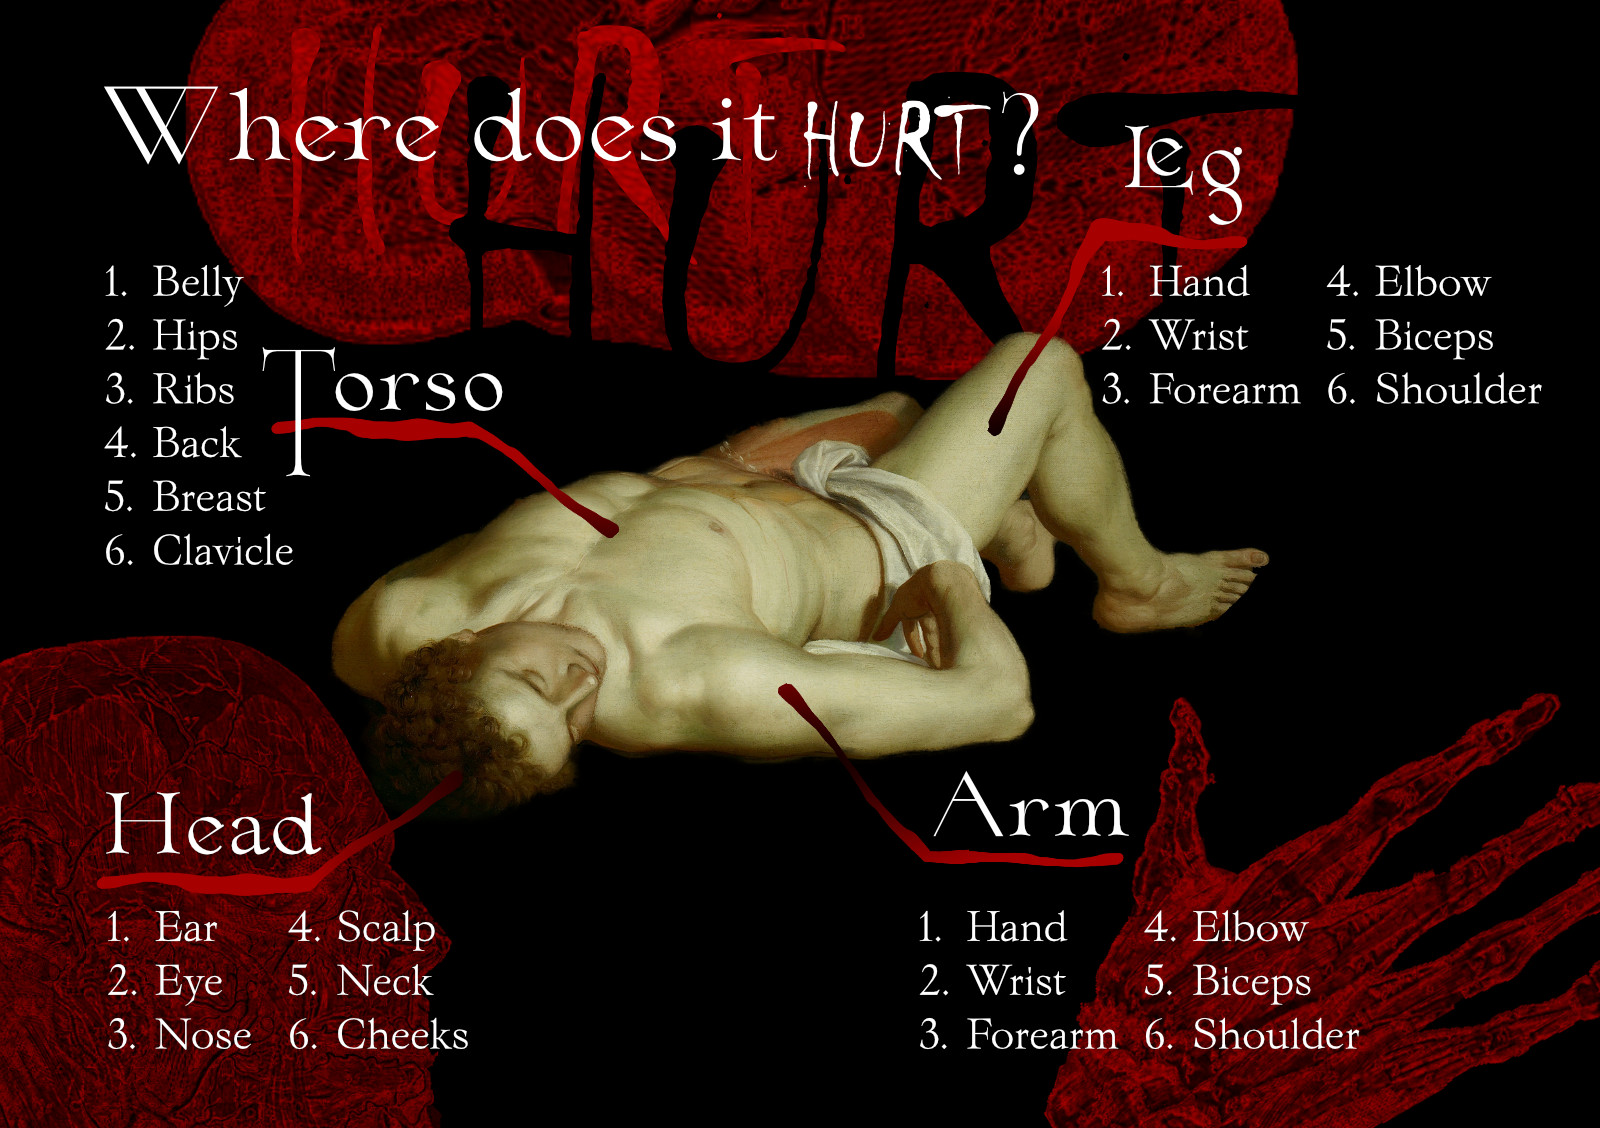 HURT
HURT
Where does it HURT?
Leg
1. Hand
2. Wrist
3. Forearm
4. Elbow
5. Biceps
6. Shoulder
1. Belly
2. Hips
3. Ribs
4. Back
5. Breast
6. Clavicle
Torso
Head
1. Ear
2. Eye
3. Nose
4. Scalp
5. Neck
6. Cheeks
Arm
1. Hand
2. Wrist
3. Forearm
4. Elbow
5. Biceps
6. Shoulder